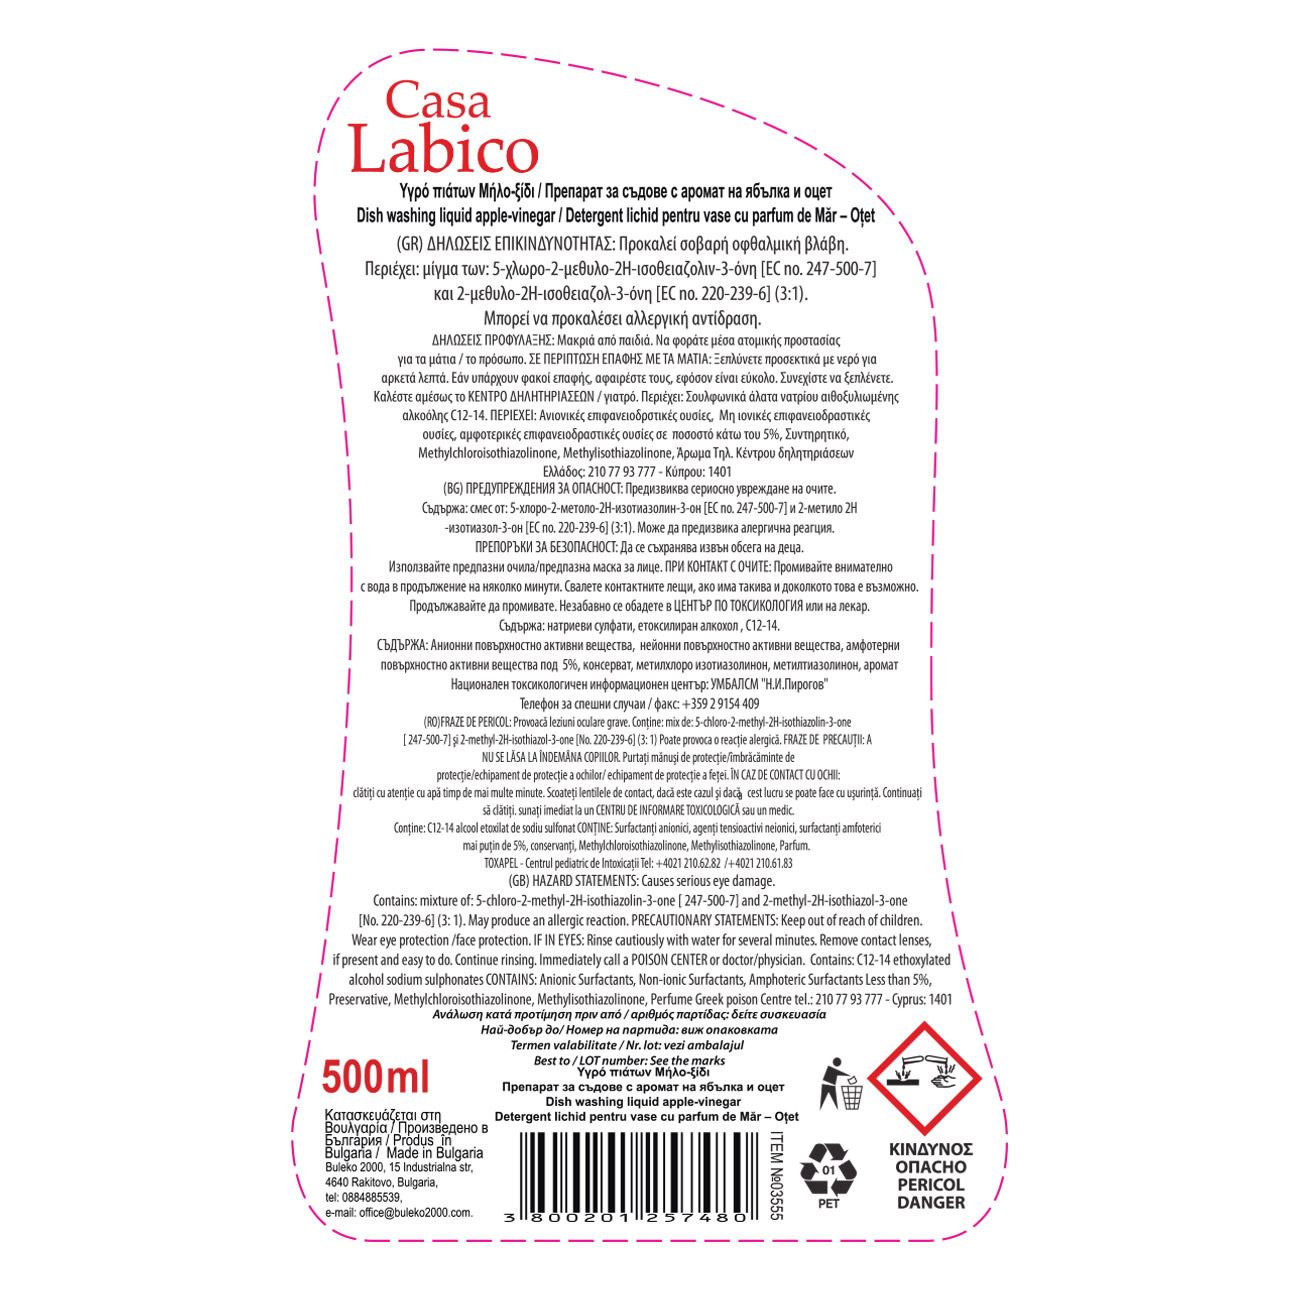 Casa
Labico
Υγρό πιάτων Μήλο-ξίδι / Препарат за съдове с аромат на ябълка и оцет
Dish washing liquid apple-vinegar / Detergent lichid pentru vase cu parfum de Măr – Oțet
(GR) ΔΗΛΩΣΕΙΣ ΕΠΙΚΙΝΔΥΝΟΤΗΤΑΣ: Προκαλεί σοβαρή οφθαλμική βλάβη.
Περιέχει: μίγμα των: 5-χλωρο-2-μεθυλο-2Η-ισοθειαζολιν-3-όνη [EC no. 247-500-7]
και 2-μεθυλο-2Η-ισοθειαζολ-3-όνη [EC no. 220-239-6] (3:1).
Μπορεί να προκαλέσει αλλεργική αντίδραση.
ΔΗΛΩΣΕΙΣ ΠΡΟΦΥΛΑΞΗΣ: Μακριά από παιδιά. Να φοράτε μέσα ατομικής προστασίας
για τα μάτια / το πρόσωπο. ΣΕ ΠΕΡΙΠΤΩΣΗ ΕΠΑΦΗΣ ΜΕ ΤΑ ΜΑΤΙΑ: Ξεπλύνετε προσεκτικά με νερό για
αρκετά λεπτά. Εάν υπάρχουν φακοί επαφής, αφαιρέστε τους, εφόσον είναι εύκολο. Συνεχίστε να ξεπλένετε.
Καλέστε αμέσως το ΚΕΝΤΡΟ ΔΗΛΗΤΗΡΙΑΣΕΩΝ / γιατρό. Περιέχει: Σουλφωνικά άλατα νατρίου αιθοξυλιωμένης
αλκοόλης C12-14. ΠΕΡΙΕΧΕΙ: Ανιονικές επιφανειοδρστικές ουσίες, Μη ιονικές επιφανειοδραστικές
ουσίες, αμφοτερικές επιφανειοδραστικές ουσίες σε ποσοστό κάτω του 5%, Συντηρητικό,
Methylchloroisothiazolinone, Methylisothiazolinone, Άρωμα Τηλ. Κέντρου δηλητηριάσεων
Ελλάδος: 210 77 93 777 - Κύπρου: 1401
(BG) ПРЕДУПРЕЖДЕНИЯ ЗА ОПАСНОСТ: Предизвиква сериозно увреждане на очите.
Съдържа: смес от: 5-хлоро-2-метоло-2Н-изотиазолин-3-он [EC no. 247-500-7] и 2-метило 2Н
-изотиазол-3-он [EC no. 220-239-6] (3:1). Може да предизвика алергична реакция.
ПРЕПОРЪКИ ЗА БЕЗОПАСНОСТ: Да се съхранява извън обсега на деца.
Използвайте предпазни очила/предпазна маска за лице. ПРИ КОНТАКТ С ОЧИТЕ: Промивайте внимателно
с вода в продължение на няколко минути. Свалете контактните лещи, ако има такива и доколкото това е възможно.
Продължавайте да промивате. Незабавно се обадете в ЦЕНТЪР ПО ТОКСИКОЛОГИЯ или на лекар.
Съдържа: натриеви сулфати, етоксилиран алкохол , C12-14.
СЪДЪРЖА: Анионни повърхностно активни вещества, нейонни повърхностно активни вещества, амфотерни
повърхностно активни вещества под 5%, консерват, метилхлоро изотиазолинон, метилтиазолинон, аромат
Национален токсикологичен информационен център: УМБАЛСМ "Н.И.Пирогов"
Телефон за спешни случаи / факс: +359 2 9154 409
(RO)FRAZE DE PERICOL: Provoacă leziuni oculare grave. Conține: mix de: 5-chloro-2-methyl-2H-isothiazolin-3-one
[ 247-500-7] și 2-methyl-2H-isothiazol-3-one [No. 220-239-6] (3: 1) Poate provoca o reacție alergică. FRAZE DE PRECAUȚII: A
NU SE LĂSA LA ÎNDEMÂNA COPIILOR. Purtați mănuși de protecție/îmbrăcăminte de
protecție/echipament de protecție a ochilor/ echipament de protecție a feței. ÎN CAZ DE CONTACT CU OCHII:
clătiți cu atenție cu apă timp de mai multe minute. Scoateți lentilele de contact, dacă este cazul și dacă cest lucru se poate face cu ușurință. Continuați
să clătiți. sunați imediat la un CENTRU DE INFORMARE TOXICOLOGICĂ sau un medic.
Conține: C12-14 alcool etoxilat de sodiu sulfonat CONȚINE: Surfactanți anionici, agenți tensioactivi neionici, surfactanți amfoterici
mai puțin de 5%, conservanți, Methylchloroisothiazolinone, Methylisothiazolinone, Parfum.
TOXAPEL - Centrul pediatric de Intoxicații Tel: +4021 210.62.82 /+4021 210.61.83
(GB) HAZARD STATEMENTS: Causes serious eye damage.
Contains: mixture of: 5-chloro-2-methyl-2H-isothiazolin-3-one [ 247-500-7] and 2-methyl-2H-isothiazol-3-one
[No. 220-239-6] (3: 1). May produce an allergic reaction. PRECAUTIONARY STATEMENTS: Keep out of reach of children.
Wear eye protection /face protection. IF IN EYES: Rinse cautiously with water for several minutes. Remove contact lenses,
if present and easy to do. Continue rinsing. Immediately call a POISON CENTER or doctor/physician. Contains: C12-14 ethoxylated
alcohol sodium sulphonates CONTAINS: Anionic Surfactants, Non-ionic Surfactants, Amphoteric Surfactants Less than 5%,
Preservative, Methylchloroisothiazolinone, Methylisothiazolinone, Perfume Greek poison Centre tel.: 210 77 93 777 - Cyprus: 1401
Ανάλωση κατά προτίμηση πριν από / αριθμός παρτίδας: δείτε συσκευασία
Най-добър до/ Номер на партида: виж опаковката
Termen valabilitate / Nr. lot: vezi ambalajul
Best to / LOT number: See the marks
Υγρό πιάτων Μήλο-ξίδι
Препарат за съдове с аромат на ябълка и оцет
Dish washing liquid apple-vinegar
Detergent lichid pentru vase cu parfum de Măr – Oțet
500ml
Κατασκευάζεται στη
Βουλγαρία / Произведено в
България / Produs în
Bulgaria / Made in Bulgaria
Buleko 2000, 15 Industrialna str,
4640 Rakitovo, Bulgaria,
tel: 0884885539,
e-mail: office@buleko2000.com.
3 800201 257480
ITEM №03555
01
PET
ΚΙΝΔΥΝΟΣ
ОПАСНО
PERICOL
DANGER